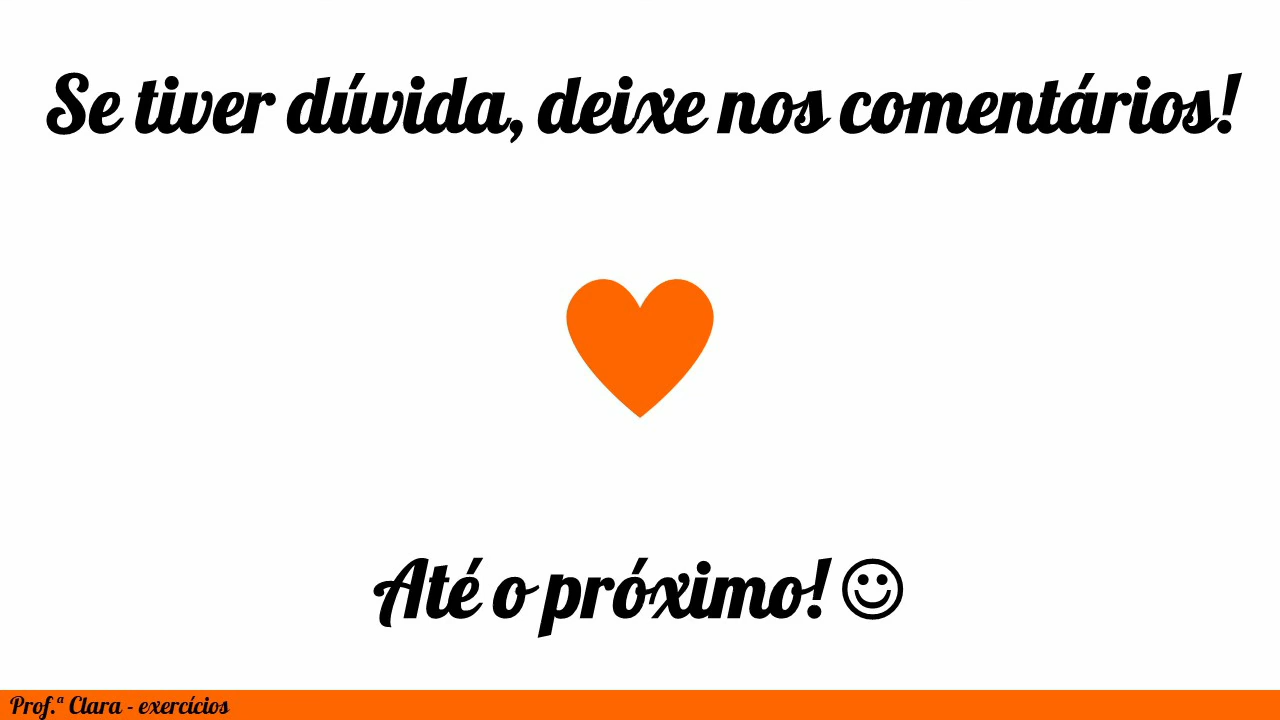 Se tiver dúvida, deixe nos comentários!
Até o próximo! ☺
Prof.ª Clara - exercícios